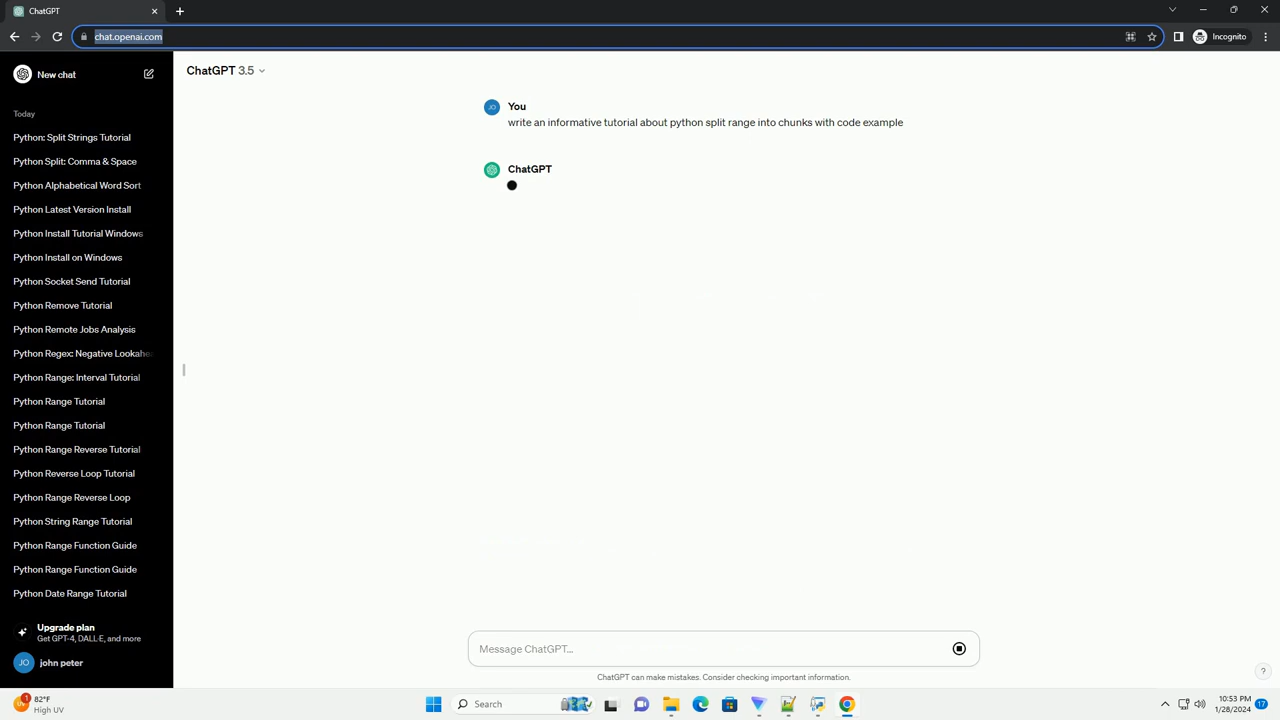 ChatGPT
chat.openai.com
Incognito
New chat
ChatGPT 3.5
Today
Python: Split Strings Tutorial
Python Split: Comma & Space
Python Alphabetical Word Sort
Python Latest Version Install
Python Install Tutorial Windows
Python Install on Windows
Python Socket Send Tutorial
Python Remove Tutorial
Python Remote Jobs Analysis
Python Regex: Negative Lookahe
Python Range: Interval Tutorial
Python Range Tutorial
Python Range Tutorial
Python Range Reverse Tutorial
Python Reverse Loop Tutorial
Python Range Reverse Loop
Python String Range Tutorial
Python Range Function Guide
Python Range Function Guide
Python Date Range Tutorial
Upgrade plan
Get GPT-4, DALL·E, and more
JO
john peter
JO
You
write an informative tutorial about python split range into chunks with code example
ChatGPT
Message ChatGPT...
ChatGPT can make mistakes. Consider checking important information.
?
1
82°F
High UV
Search
10:53 PM
1/28/2024
17